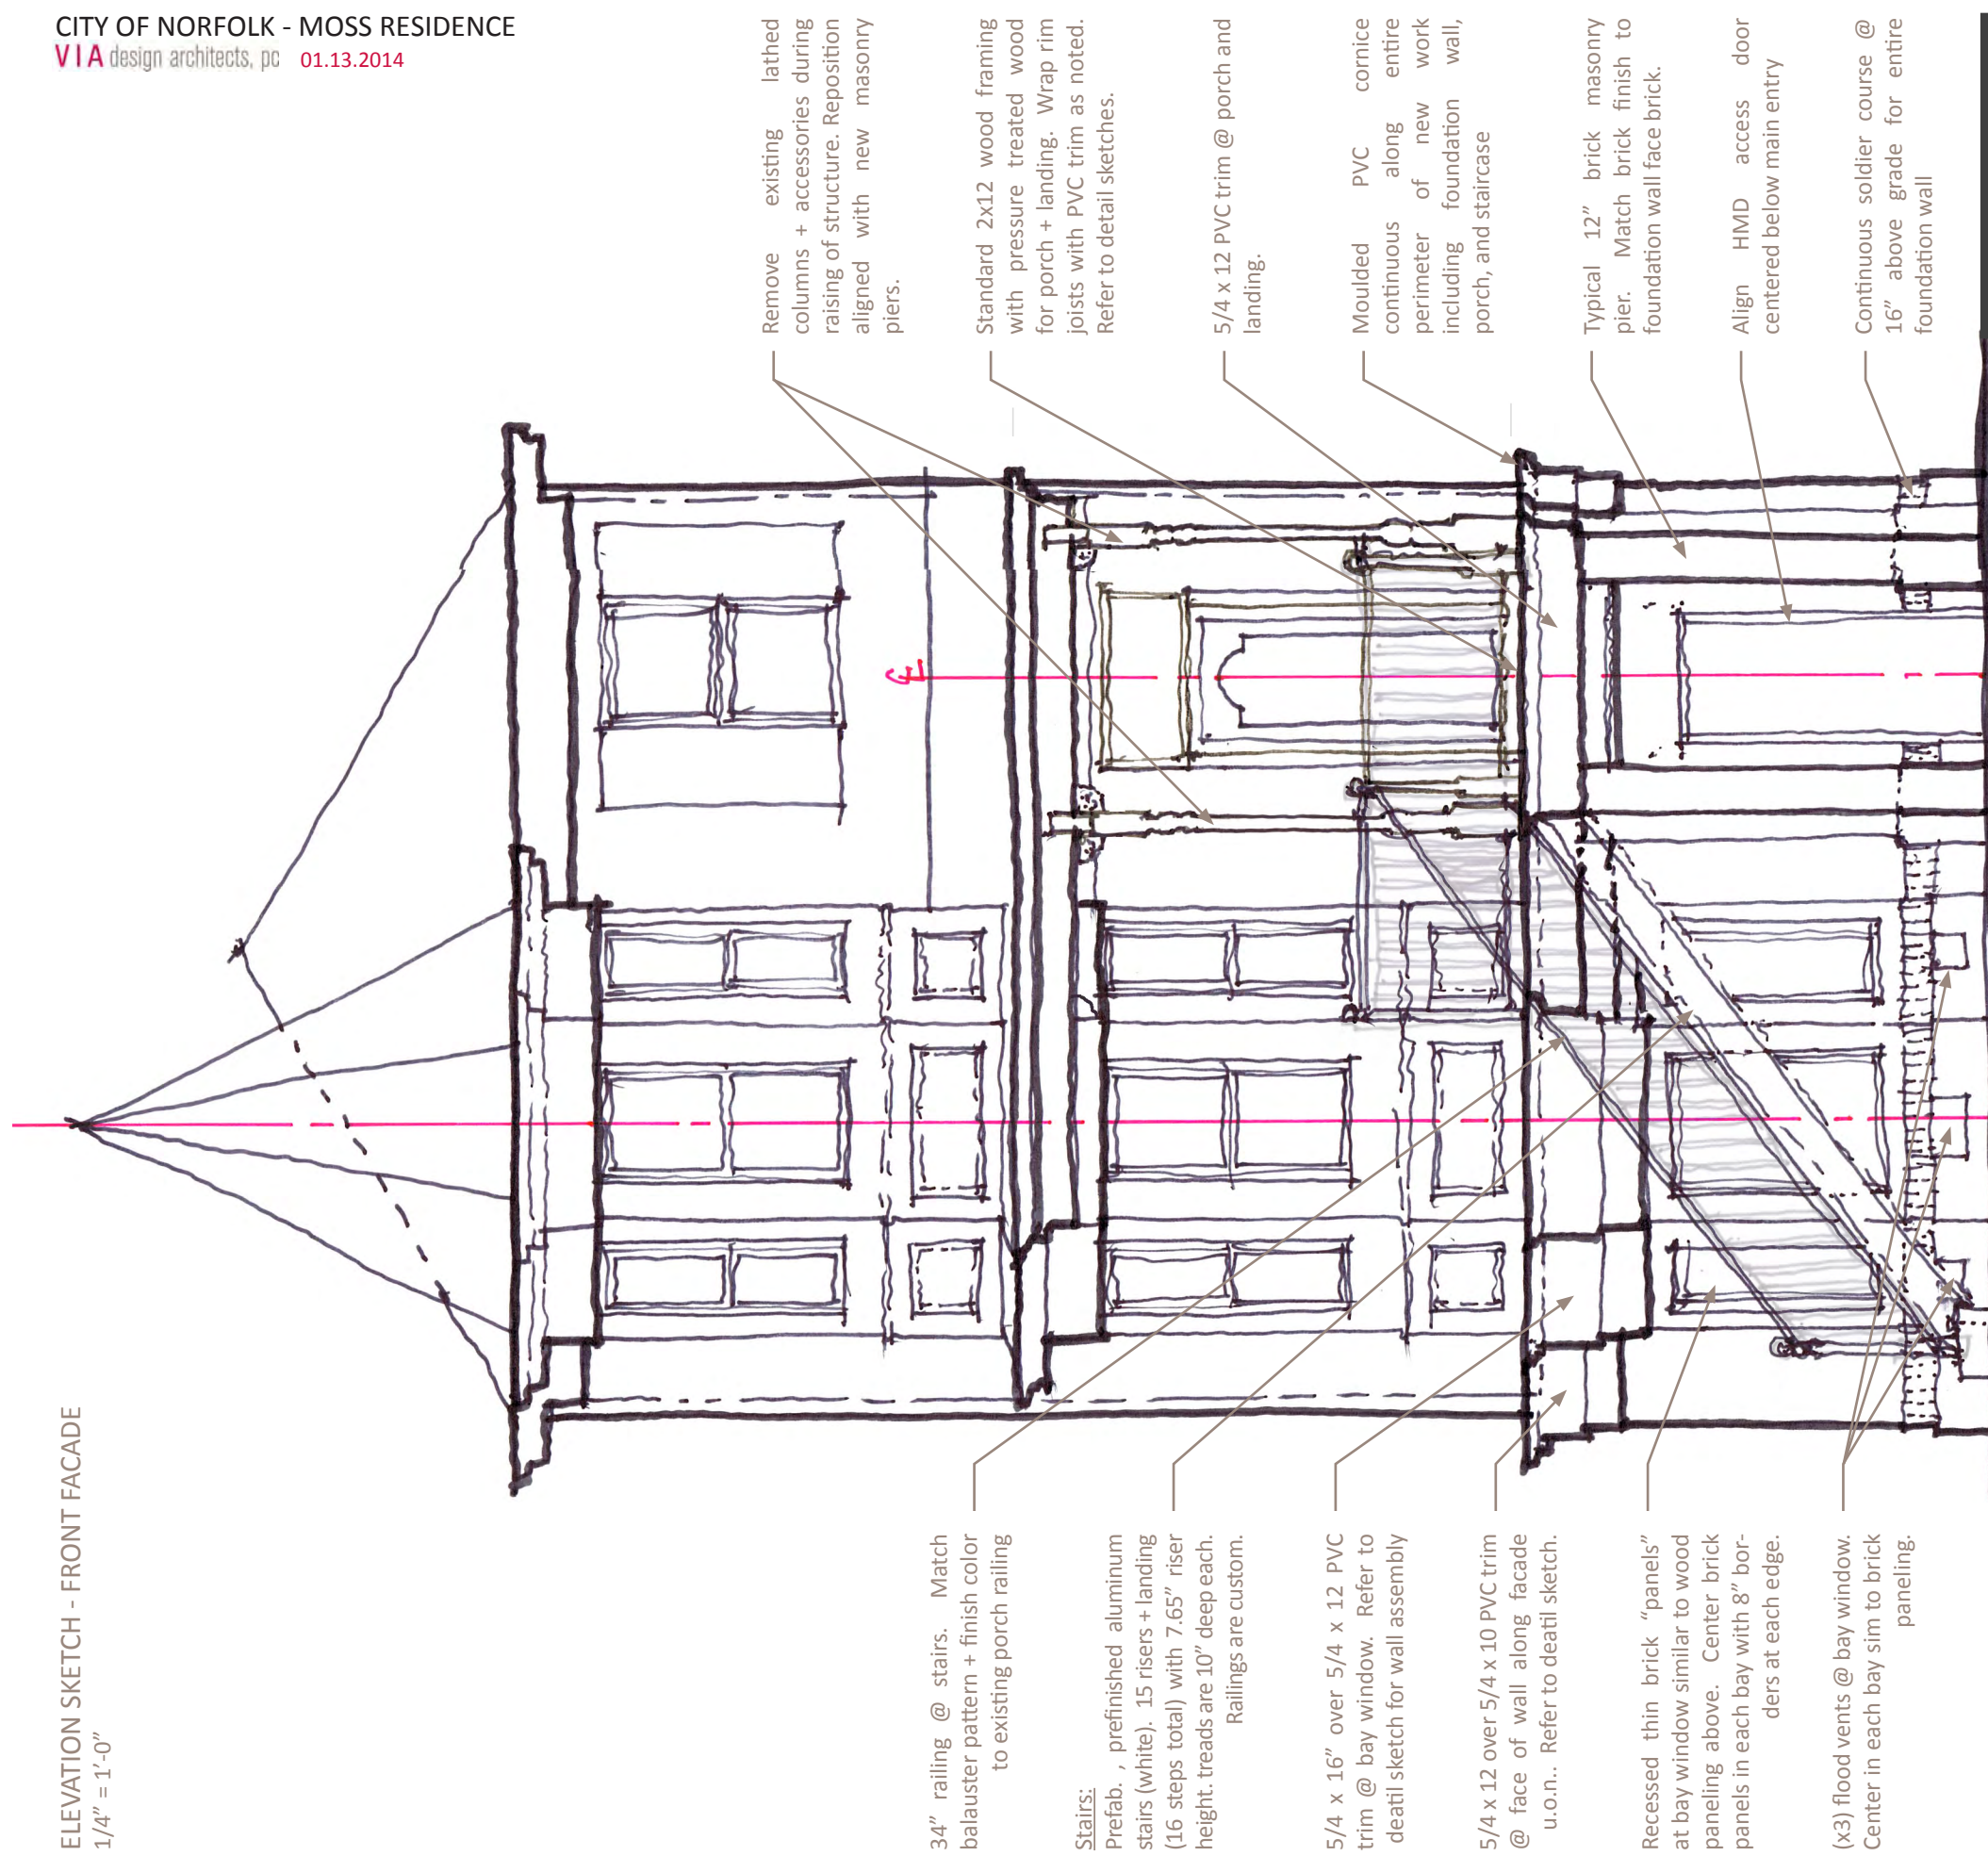 CITY OF NORFOLK - MOSS RESIDENCE
VIA design architects, pc 01.13.2014
ELEVATION SKETCH - FRONT FACADE
1/4” = 1’-0”
34” railing @ stairs. Match
balauster pattern + finish color
to existing porch railing
Stairs:
Prefab. , prefinished aluminum
stairs (white). 15 risers + landing
(16 steps total) with 7.65” riser
height. treads are 10” deep each.
Railings are custom.
5/4 x 16” over 5/4 x 12 PVC
trim @ bay window. Refer to
deatil sketch for wall assembly
5/4 x 12 over 5/4 x 10 PVC trim
@ face of wall along facade
u.o.n.. Refer to deatil sketch.
Recessed thin brick “panels”
at bay window similar to wood
paneling above. Center brick
panels in each bay with 8” bor-
ders at each edge.
(x3) flood vents @ bay window.
Center in each bay sim to brick
paneling.
Remove existing lathed
columns + accessories during
raising of structure. Reposition
aligned with new masonry
piers.
Standard 2x12 wood framing
with pressure treated wood
for porch + landing. Wrap rim
joists with PVC trim as noted.
Refer to detail sketches.
5/4 x 12 PVC trim @ porch and
landing.
Moulded PVC cornice
continuous along entire
perimeter of new work
including foundation wall,
porch, and staircase
Typical 12” brick masonry
pier. Match brick finish to
foundation wall face brick.
Align HMD access door
centered below main entry
Continuous soldier course @
16” above grade for entire
foundation wall